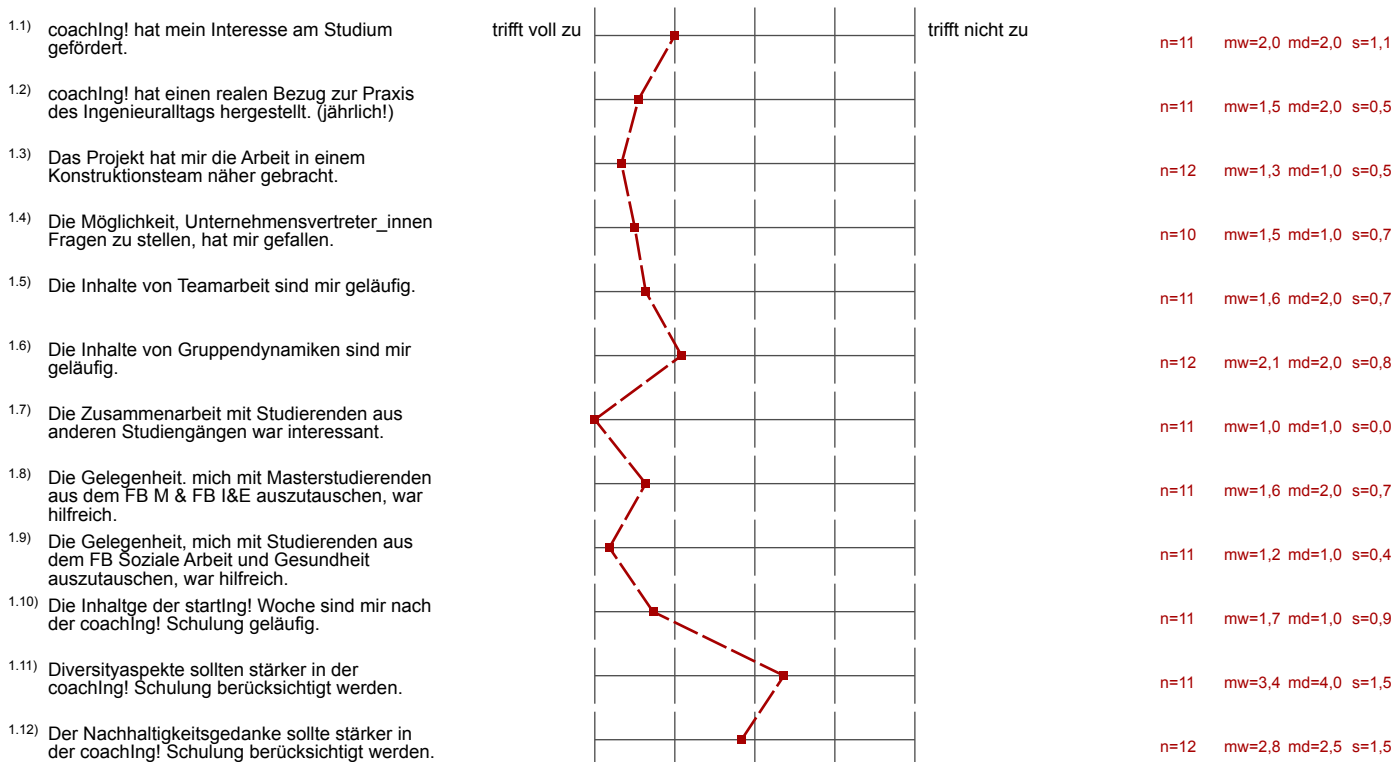 1.1) coachIng! hat mein Interesse am Studium
gefördert.
trifft voll zu
trifft nicht zu
n=11 mw=2,0 md=2,0 s=1,1
1.2) coachIng! hat einen realen Bezug zur Praxis
des Ingenieuralltags hergestellt. (jährlich!)
n=11 mw=1,5 md=2,0 s=0,5
1.3) Das Projekt hat mir die Arbeit in einem
Konstruktionsteam näher gebracht.
n=12 mw=1,3 md=1,0 s=0,5
1.4) Die Möglichkeit, Unternehmensvertreter_innen
Fragen zu stellen, hat mir gefallen.
n=10 mw=1,5 md=1,0 s=0,7
1.5) Die Inhalte von Teamarbeit sind mir geläufig.
n=11 mw=1,6 md=2,0 s=0,7
1.6) Die Inhalte von Gruppendynamiken sind mir
geläufig.
n=12 mw=2,1 md=2,0 s=0,8
1.7) Die Zusammenarbeit mit Studierenden aus
anderen Studiengängen war interessant.
n=11 mw=1,0 md=1,0 s=0,0
1.8) Die Gelegenheit. mich mit Masterstudierenden
aus dem FB M & FB I&E auszutauschen, war
hilfreich.
n=11 mw=1,6 md=2,0 s=0,7
1.9) Die Gelegenheit, mich mit Studierenden aus
dem FB Soziale Arbeit und Gesundheit
auszutauschen, war hilfreich.
n=11 mw=1,2 md=1,0 s=0,4
1.10) Die Inhaltge der startIng! Woche sind mir nach
der coachIng! Schulung geläufig.
n=11 mw=1,7 md=1,0 s=0,9
1.11) Diversityaspekte sollten stärker in der
coachIng! Schulung berücksichtigt werden.
n=11 mw=3,4 md=4,0 s=1,5
1.12) Der Nachhaltigkeitsgedanke sollte stärker in
der coachIng! Schulung berücksichtigt werden.
n=12 mw=2,8 md=2,5 s=1,5